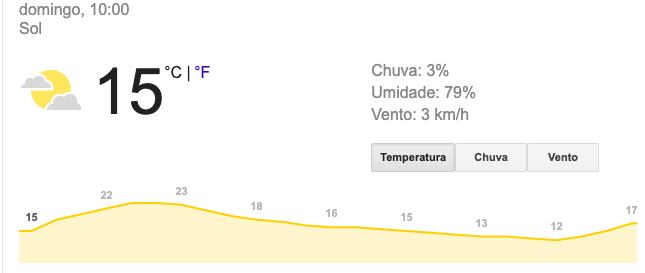 domingo, 10:00
Sol
15 °C | °F
Chuva: 3%
Umidade: 79%
Vento: 3 km/h
Temperatura Chuva Vento
15 22 23 18 16 15 13 12 17